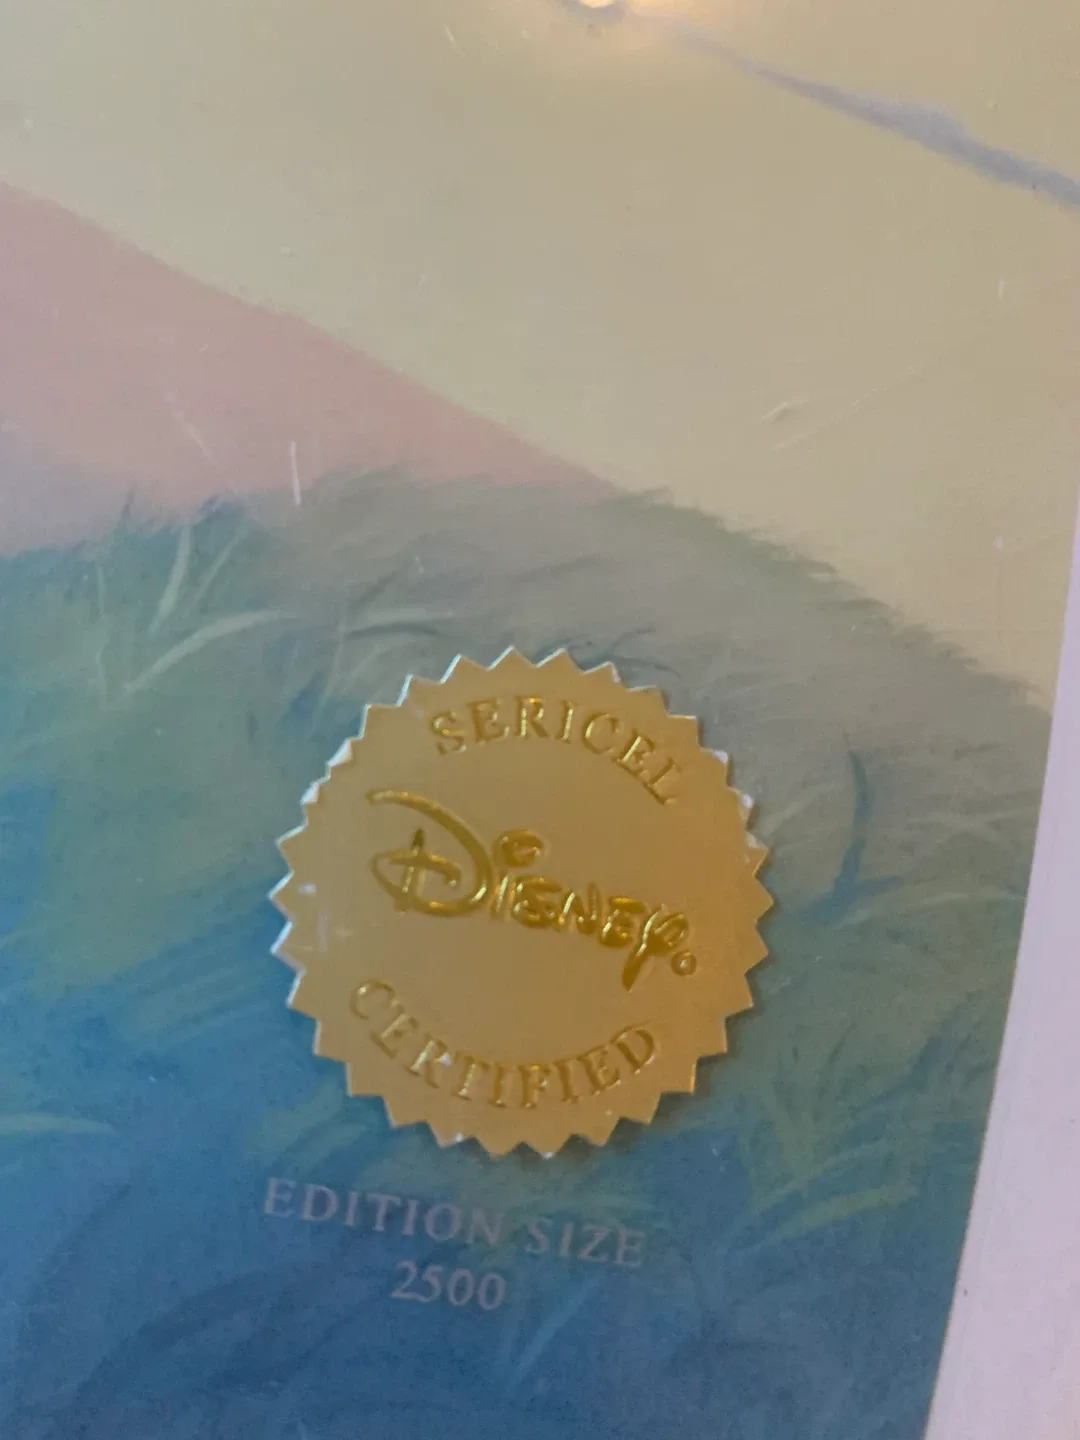 SERICEL
Disney®
CERTIFIED
EDITION SIZE
2500